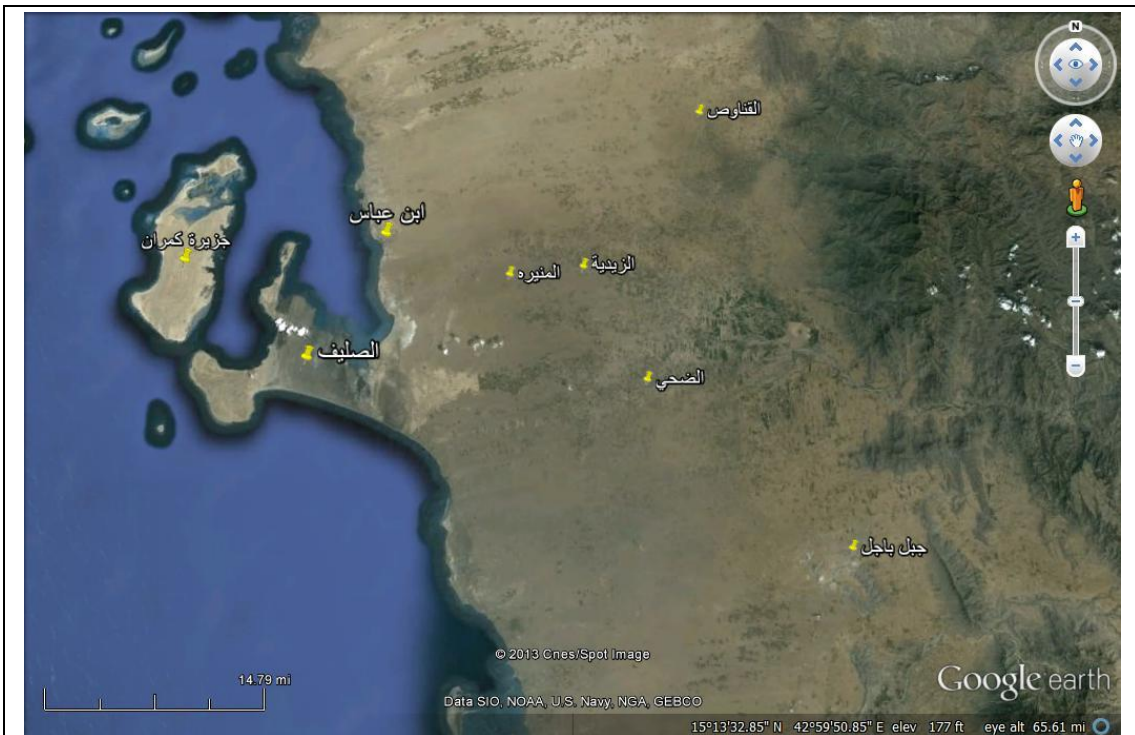 N
القناوص
ابن عباس
جزيرة كمران
الزيدية
المنيره
الصليف
الضحي
جبل باجل
© 2013 Cnes/Spot Image
14.79 mi
Google earth
Data SIO, NOAA, U.S. Navy, NGA, GEBCO
15°13'32.85" N 42°59'50.85" E elev 177 ft eye alt 65.61 mi